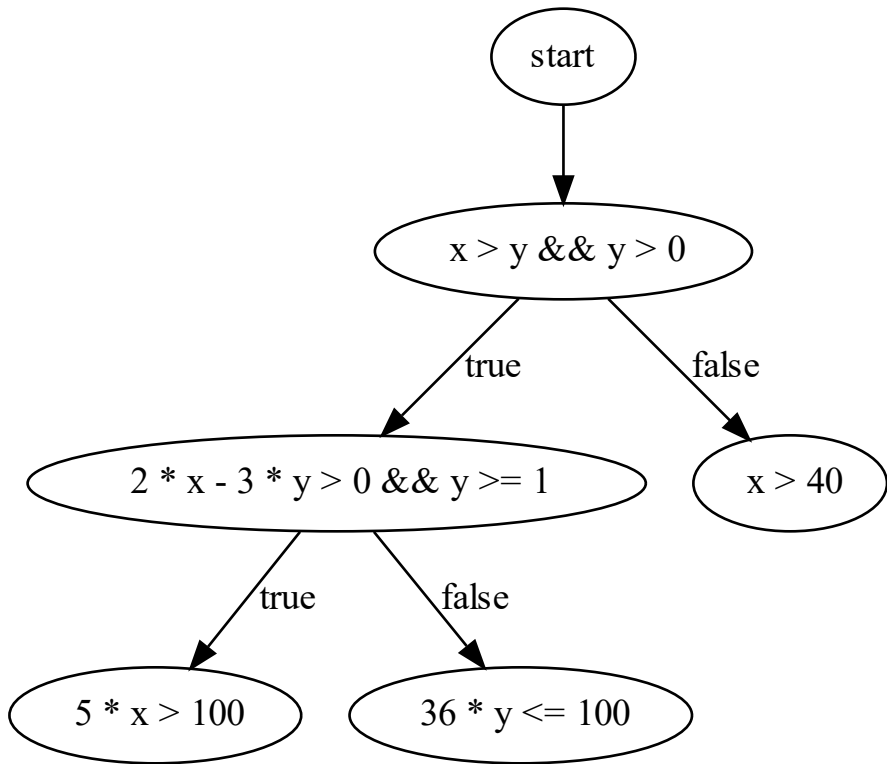 start
x > y && y > 0
true
false
2 * x - 3 * y > 0 && y >= 1
x > 40
true
false
5 * x > 100
36 * y <= 100